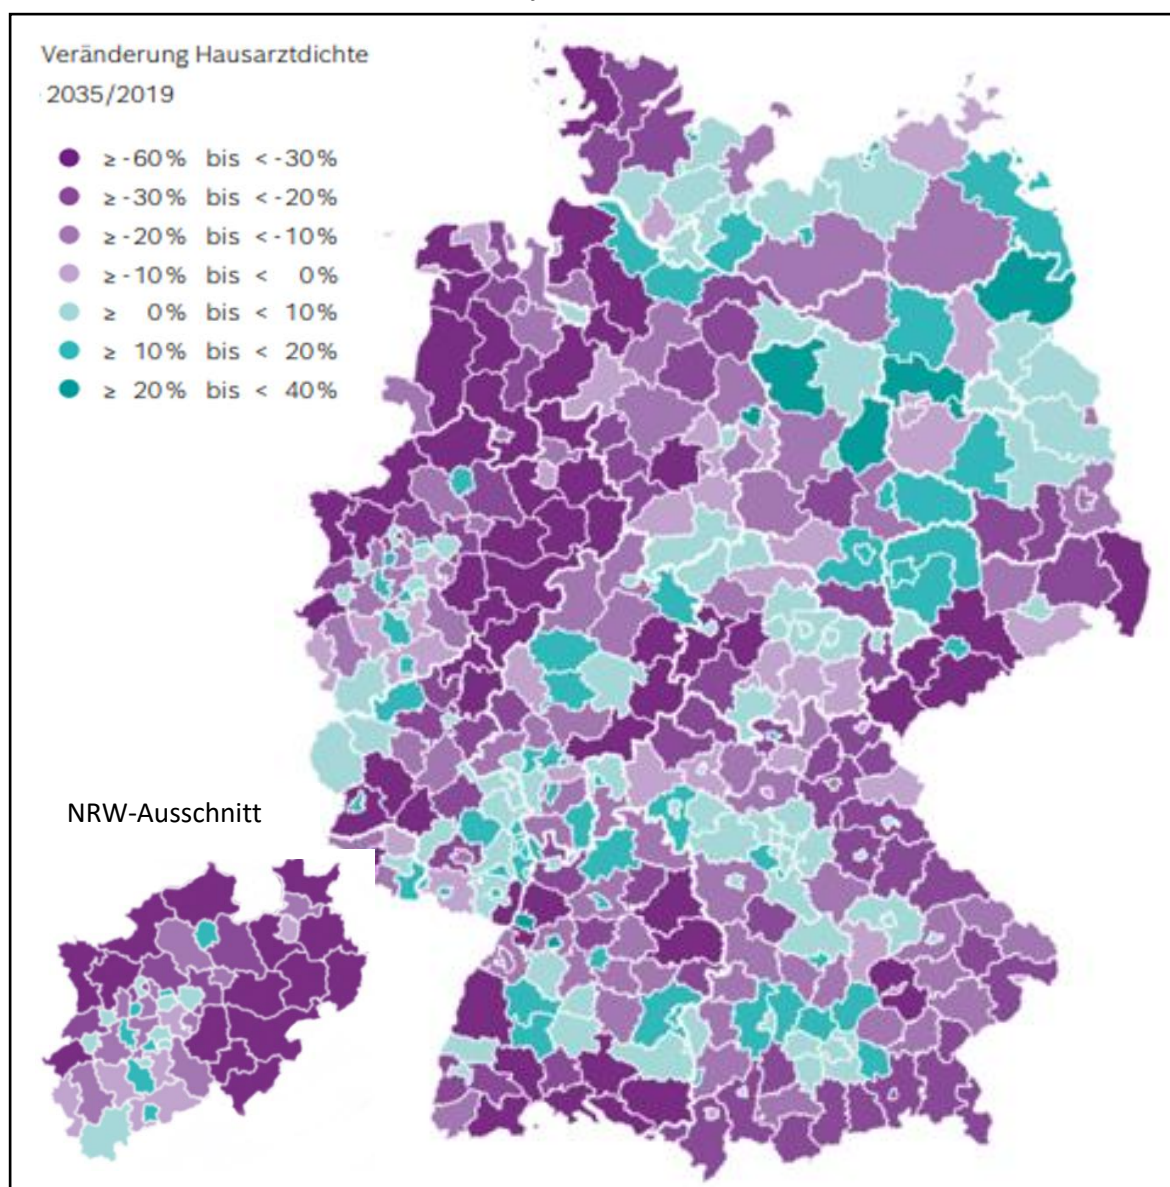 Veränderung Hausarztdichte
2035/2019
≥ -60% bis < -30%
≥ -30% bis < -20%
≥ -20% bis < -10%
≥ -10% bis < 0%
≥ 0% bis < 10%
≥ 10% bis < 20%
≥ 20% bis < 40%
NRW-Ausschnitt